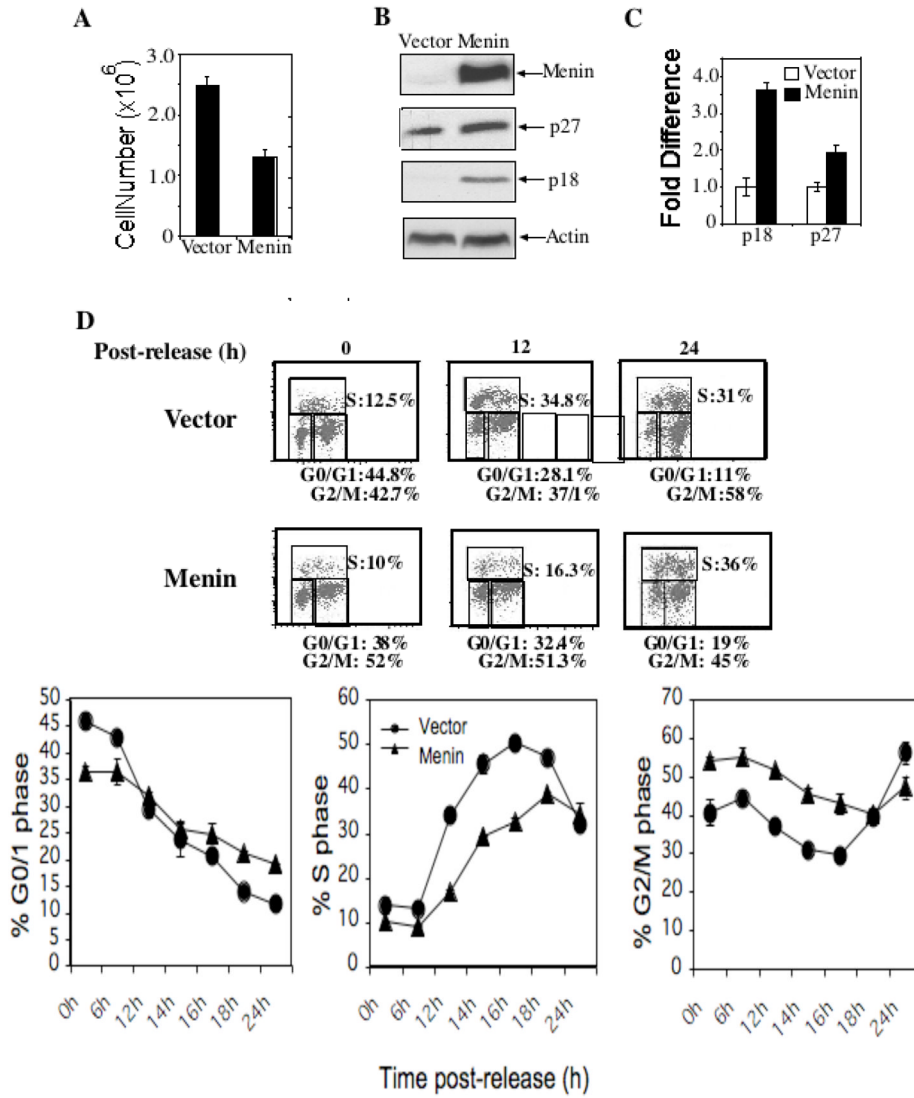 A
CellNumber (x10^6
3.0
2.0
1.0
0
Vector Menin
B
Vector Menin
Menin
p27
p18
Actin
C
Fold Difference
4.0
3.0
2.0
1.0
0
Vector
Menin
p18 p27
D
Post-release (h) 0 12 24
Vector
S:12.5%
G0/G1:44.8%
G2/M:42.7%
S: 34.8%
G0/G1:28.1%
G2/M: 37/1%
S:31%
G0/G1:11%
G2/M:58%
Menin
S:10%
G0/G1: 38%
G2/M: 52%
S: 16.3%
G0/G1: 32.4%
G2/M:51.3%
S:36%
G0/G1: 19%
G2/M: 45%
% G0/1 phase
50
45
40
35
30
25
20
15
10
5
0
0h 6h 12h 14h 16h 18h 24h
% S phase
60
50
40
30
20
10
0
Vector
Menin
0h 6h 12h 14h 16h 18h 24h
% G2/M phase
70
60
50
40
30
20
10
0
0h 6h 12h 14h 16h 18h 24h
Time post-release (h)